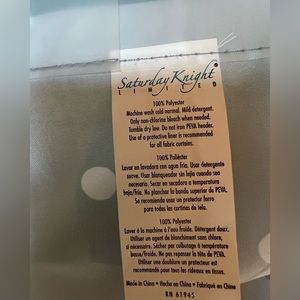 Saturday Knight
LIMITED
100% Polyester
Machine wash cold normal. Mild detergent.
Only non-chlorine bleach when needed.
Tumble dry low. Do not iron PEVA header.
Use of a protective liner is recommended
for all fabric curtains.
100% Poliéster
Lavar en lavadora con agua fria. Usar detergente
suave. Usar blanqueador sin lejia cuando sea
necesario. Secar en secadora a temperatura
baja/frio. No planchar la banda superior de PEVA.
Se recomienda usar un protector forro
para todas las cortinas de tela.
100% Polyester
Laver à la machine à l'eau froide. Détergent doux.
Utiliser un agent de blanchiment sans chlore, si
nécessaire. Sécher par culbutage à température
basse/froide. Ne pas repasser la bande de PEVA.
Utiliser une doublure un protecteur est
recommandé pour tous les rideaux en tissus.
Made in China • Hecho en China • Fabriqué en Chine
RN 61945